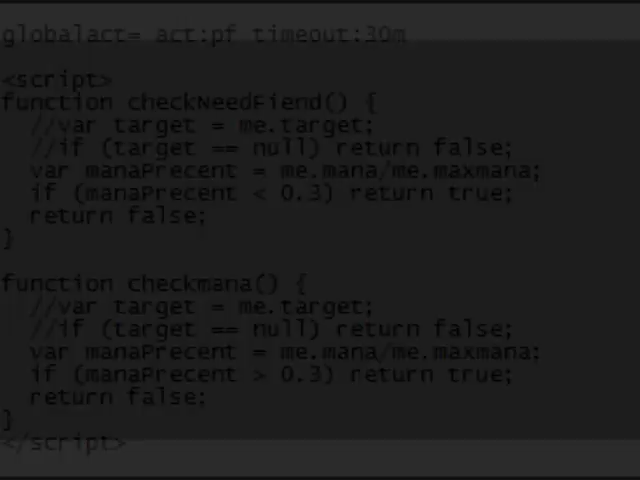 globalact= act:pf timeout:30m
<script>
function checkNeedFiend() {
//var target = me.target;
//if (target == null) return false;
var manaPrecent = me.mana/me.maxmana;
if (manaPrecent < 0.3) return true;
return false;
}
function checkmana() {
//var target = me.target;
//if (target == null) return false;
var manaPrecent = me.mana/me.maxmana;
if (manaPrecent > 0.3) return true;
return false;
}
</script>